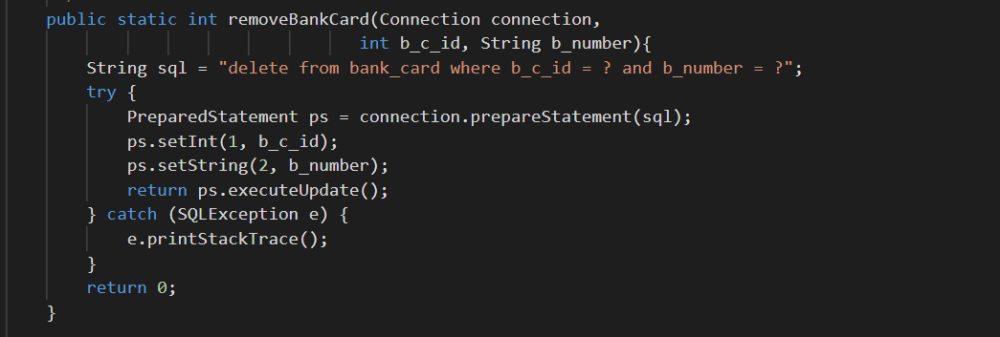 public static int removeBankCard(Connection connection,
int b_c_id, String b_number){
String sql = "delete from bank_card where b_c_id = ? and b_number = ?";
try {
PreparedStatement ps = connection.prepareStatement(sql);
ps.setInt(1, b_c_id);
ps.setString(2, b_number);
return ps.executeUpdate();
} catch (SQLException e) {
e.printStackTrace();
}
return 0;
}